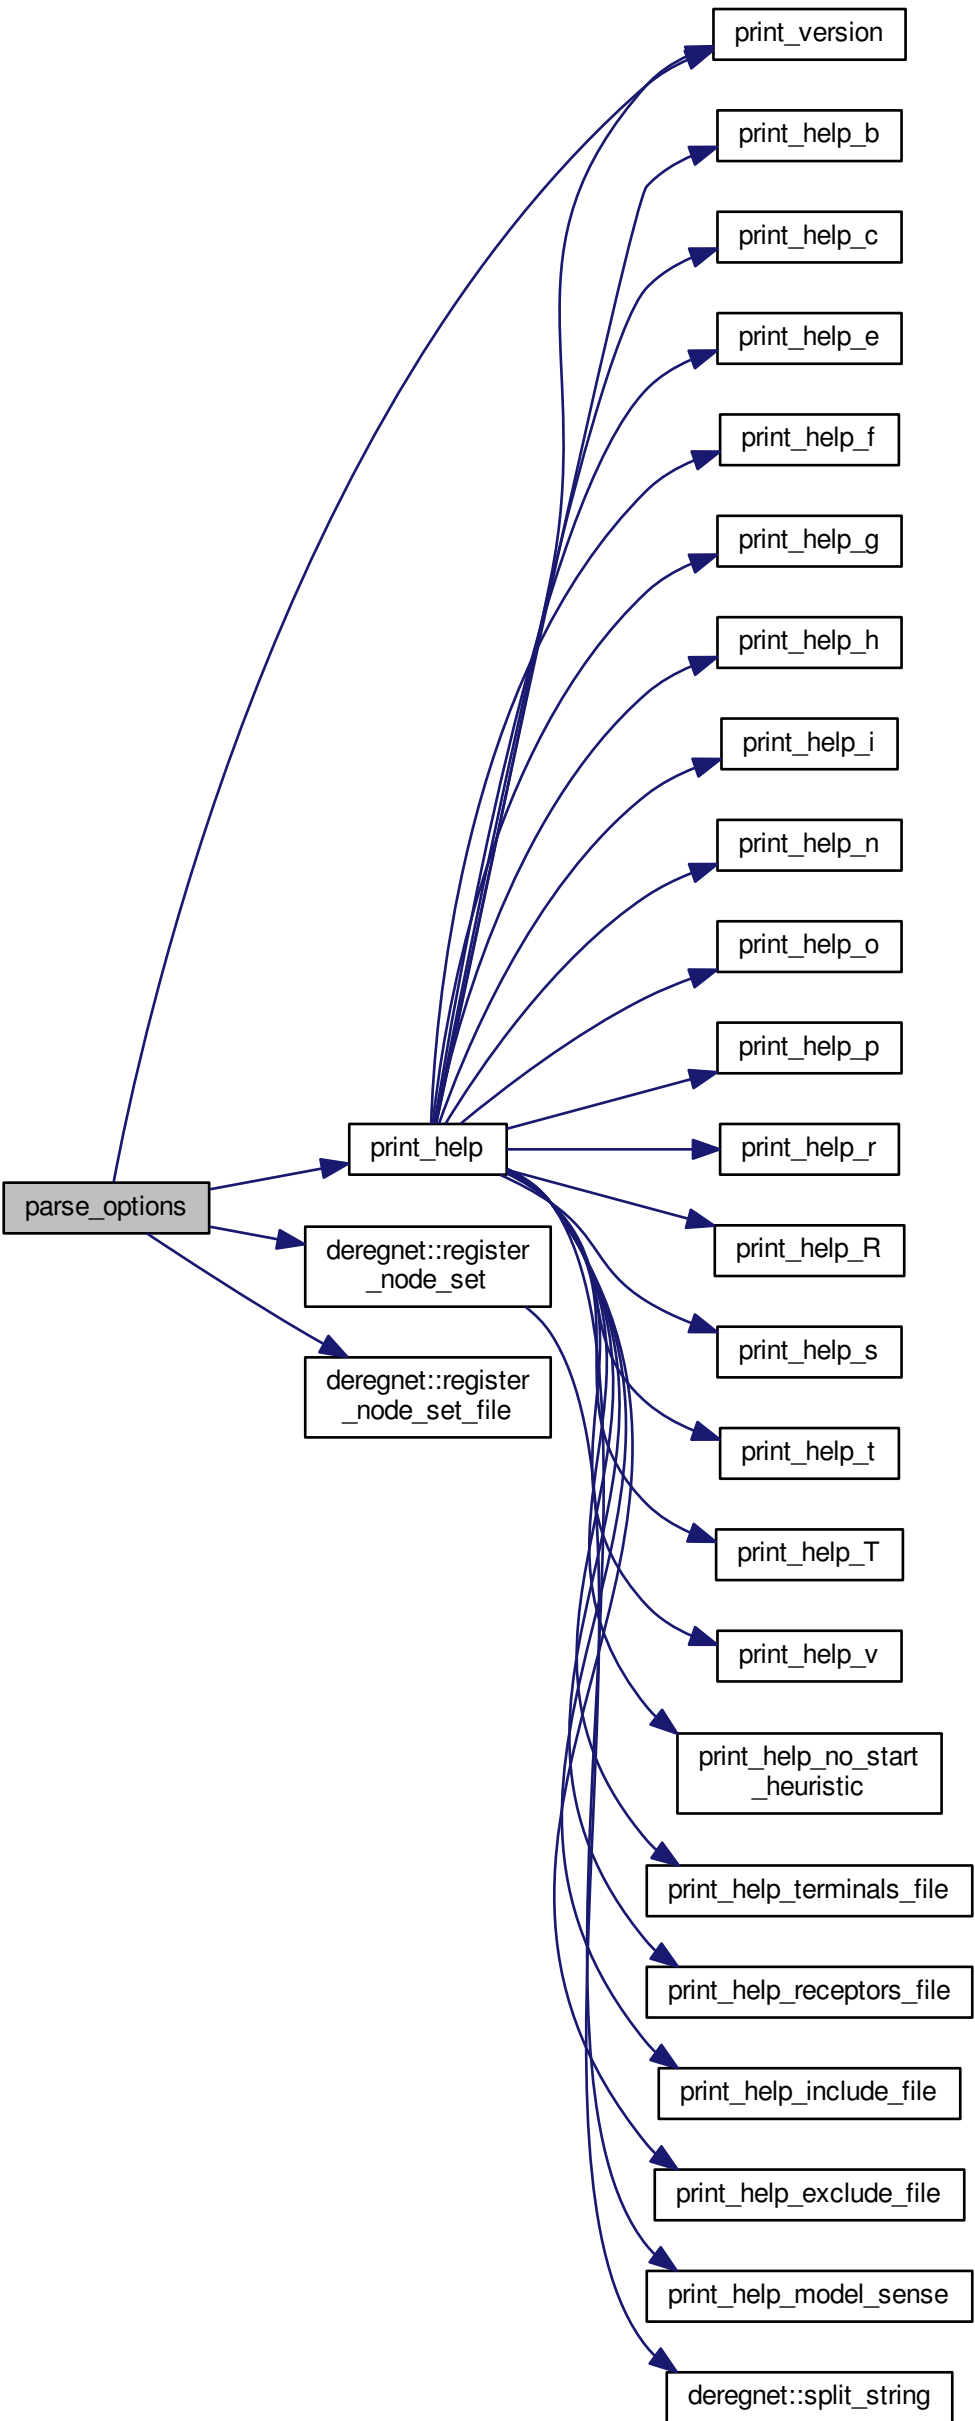 print_version
print_help_b
print_help_c
print_help_e
print_help_f
print_help_g
print_help_h
print_help_i
print_help_n
print_help_o
print_help_p
print_help
print_help_r
parse_options
print_help_R
deregnet::register
_node_set
print_help_s
deregnet::register
_node_set_file
print_help_t
print_help_T
print_help_v
print_help_no_start
_heuristic
print_help_terminals_file
print_help_receptors_file
print_help_include_file
print_help_exclude_file
print_help_model_sense
deregnet::split_string